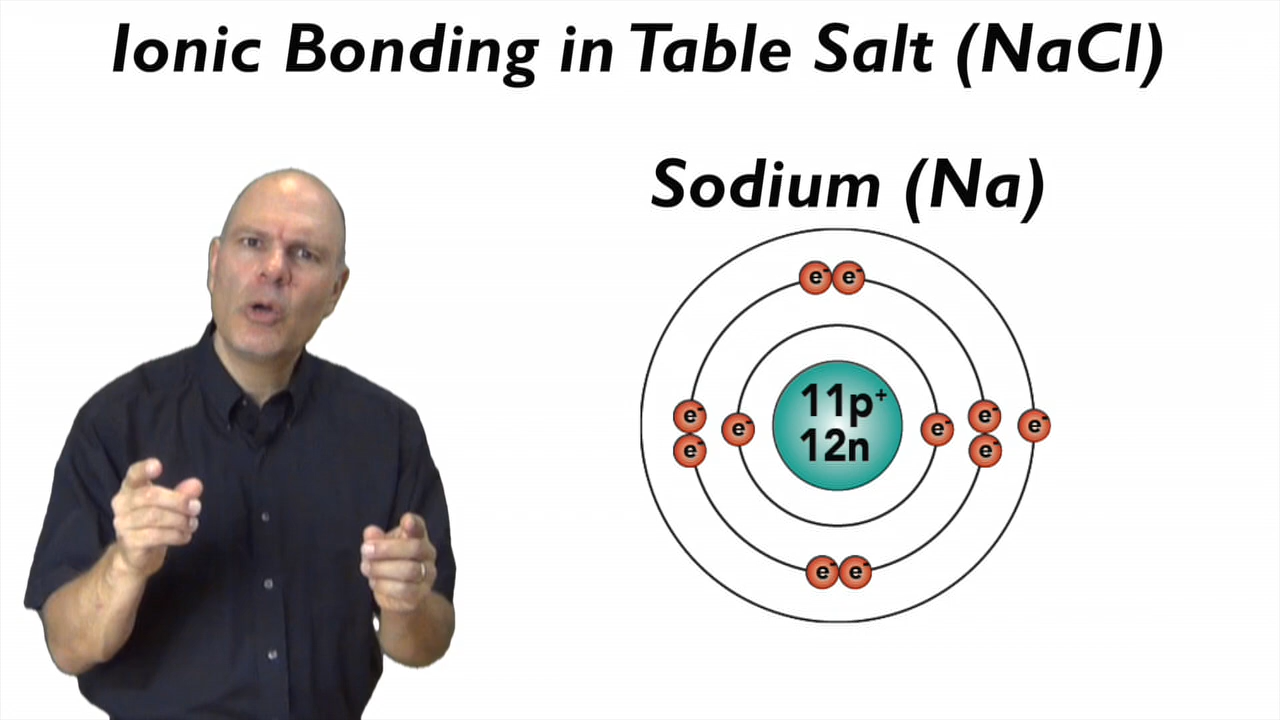 Ionic Bonding in Table Salt (NaCl)
Sodium (Na)
e⁻ e⁻
e⁻ e⁻ 11p⁺ e⁻ e⁻ e⁻
e⁻ 12n e⁻
e⁻ e⁻